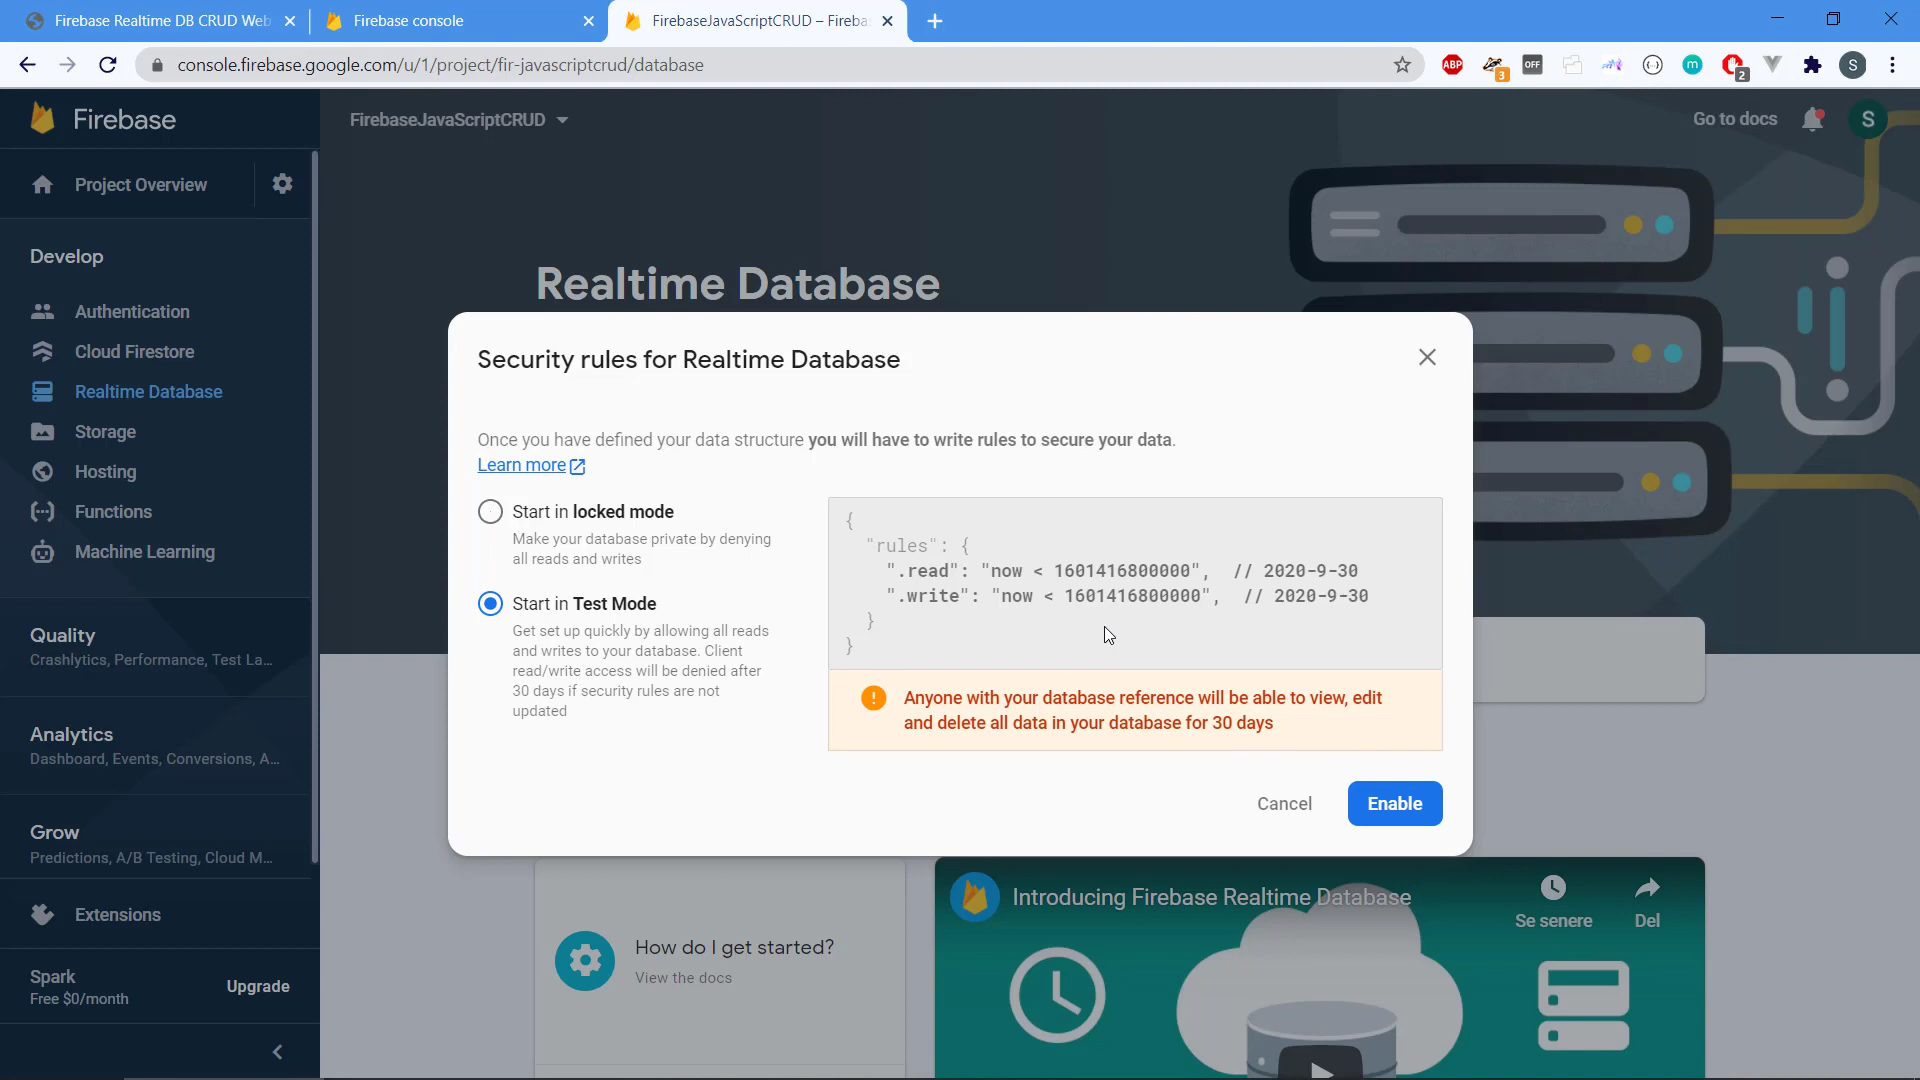 Firebase Realtime DB CRUD Web
Firebase console
FirebaseJavaScriptCRUD – Fireba
console.firebase.google.com/u/1/project/fir-javascriptcrud/database
ABP
3
OFF
m
2
S
Firebase
FirebaseJavaScriptCRUD
Go to docs
S
Project Overview
Develop
Authentication
Cloud Firestore
Realtime Database
Storage
Hosting
Functions
Machine Learning
Quality
Crashlytics, Performance, Test La...
Analytics
Dashboard, Events, Conversions, A...
Grow
Predictions, A/B Testing, Cloud M...
Extensions
Spark
Free $0/month
Upgrade
Realtime Database
Security rules for Realtime Database
Once you have defined your data structure you will have to write rules to secure your data.
Learn more
Start in locked mode
Make your database private by denying
all reads and writes
Start in Test Mode
Get set up quickly by allowing all reads
and writes to your database. Client
read/write access will be denied after
30 days if security rules are not
updated
{
"rules": {
".read": "now < 1601416800000", // 2020-9-30
".write": "now < 1601416800000", // 2020-9-30
}
}
Anyone with your database reference will be able to view, edit
and delete all data in your database for 30 days
Cancel
Enable
How do I get started?
View the docs
Introducing Firebase Realtime Database
Se senere
Del